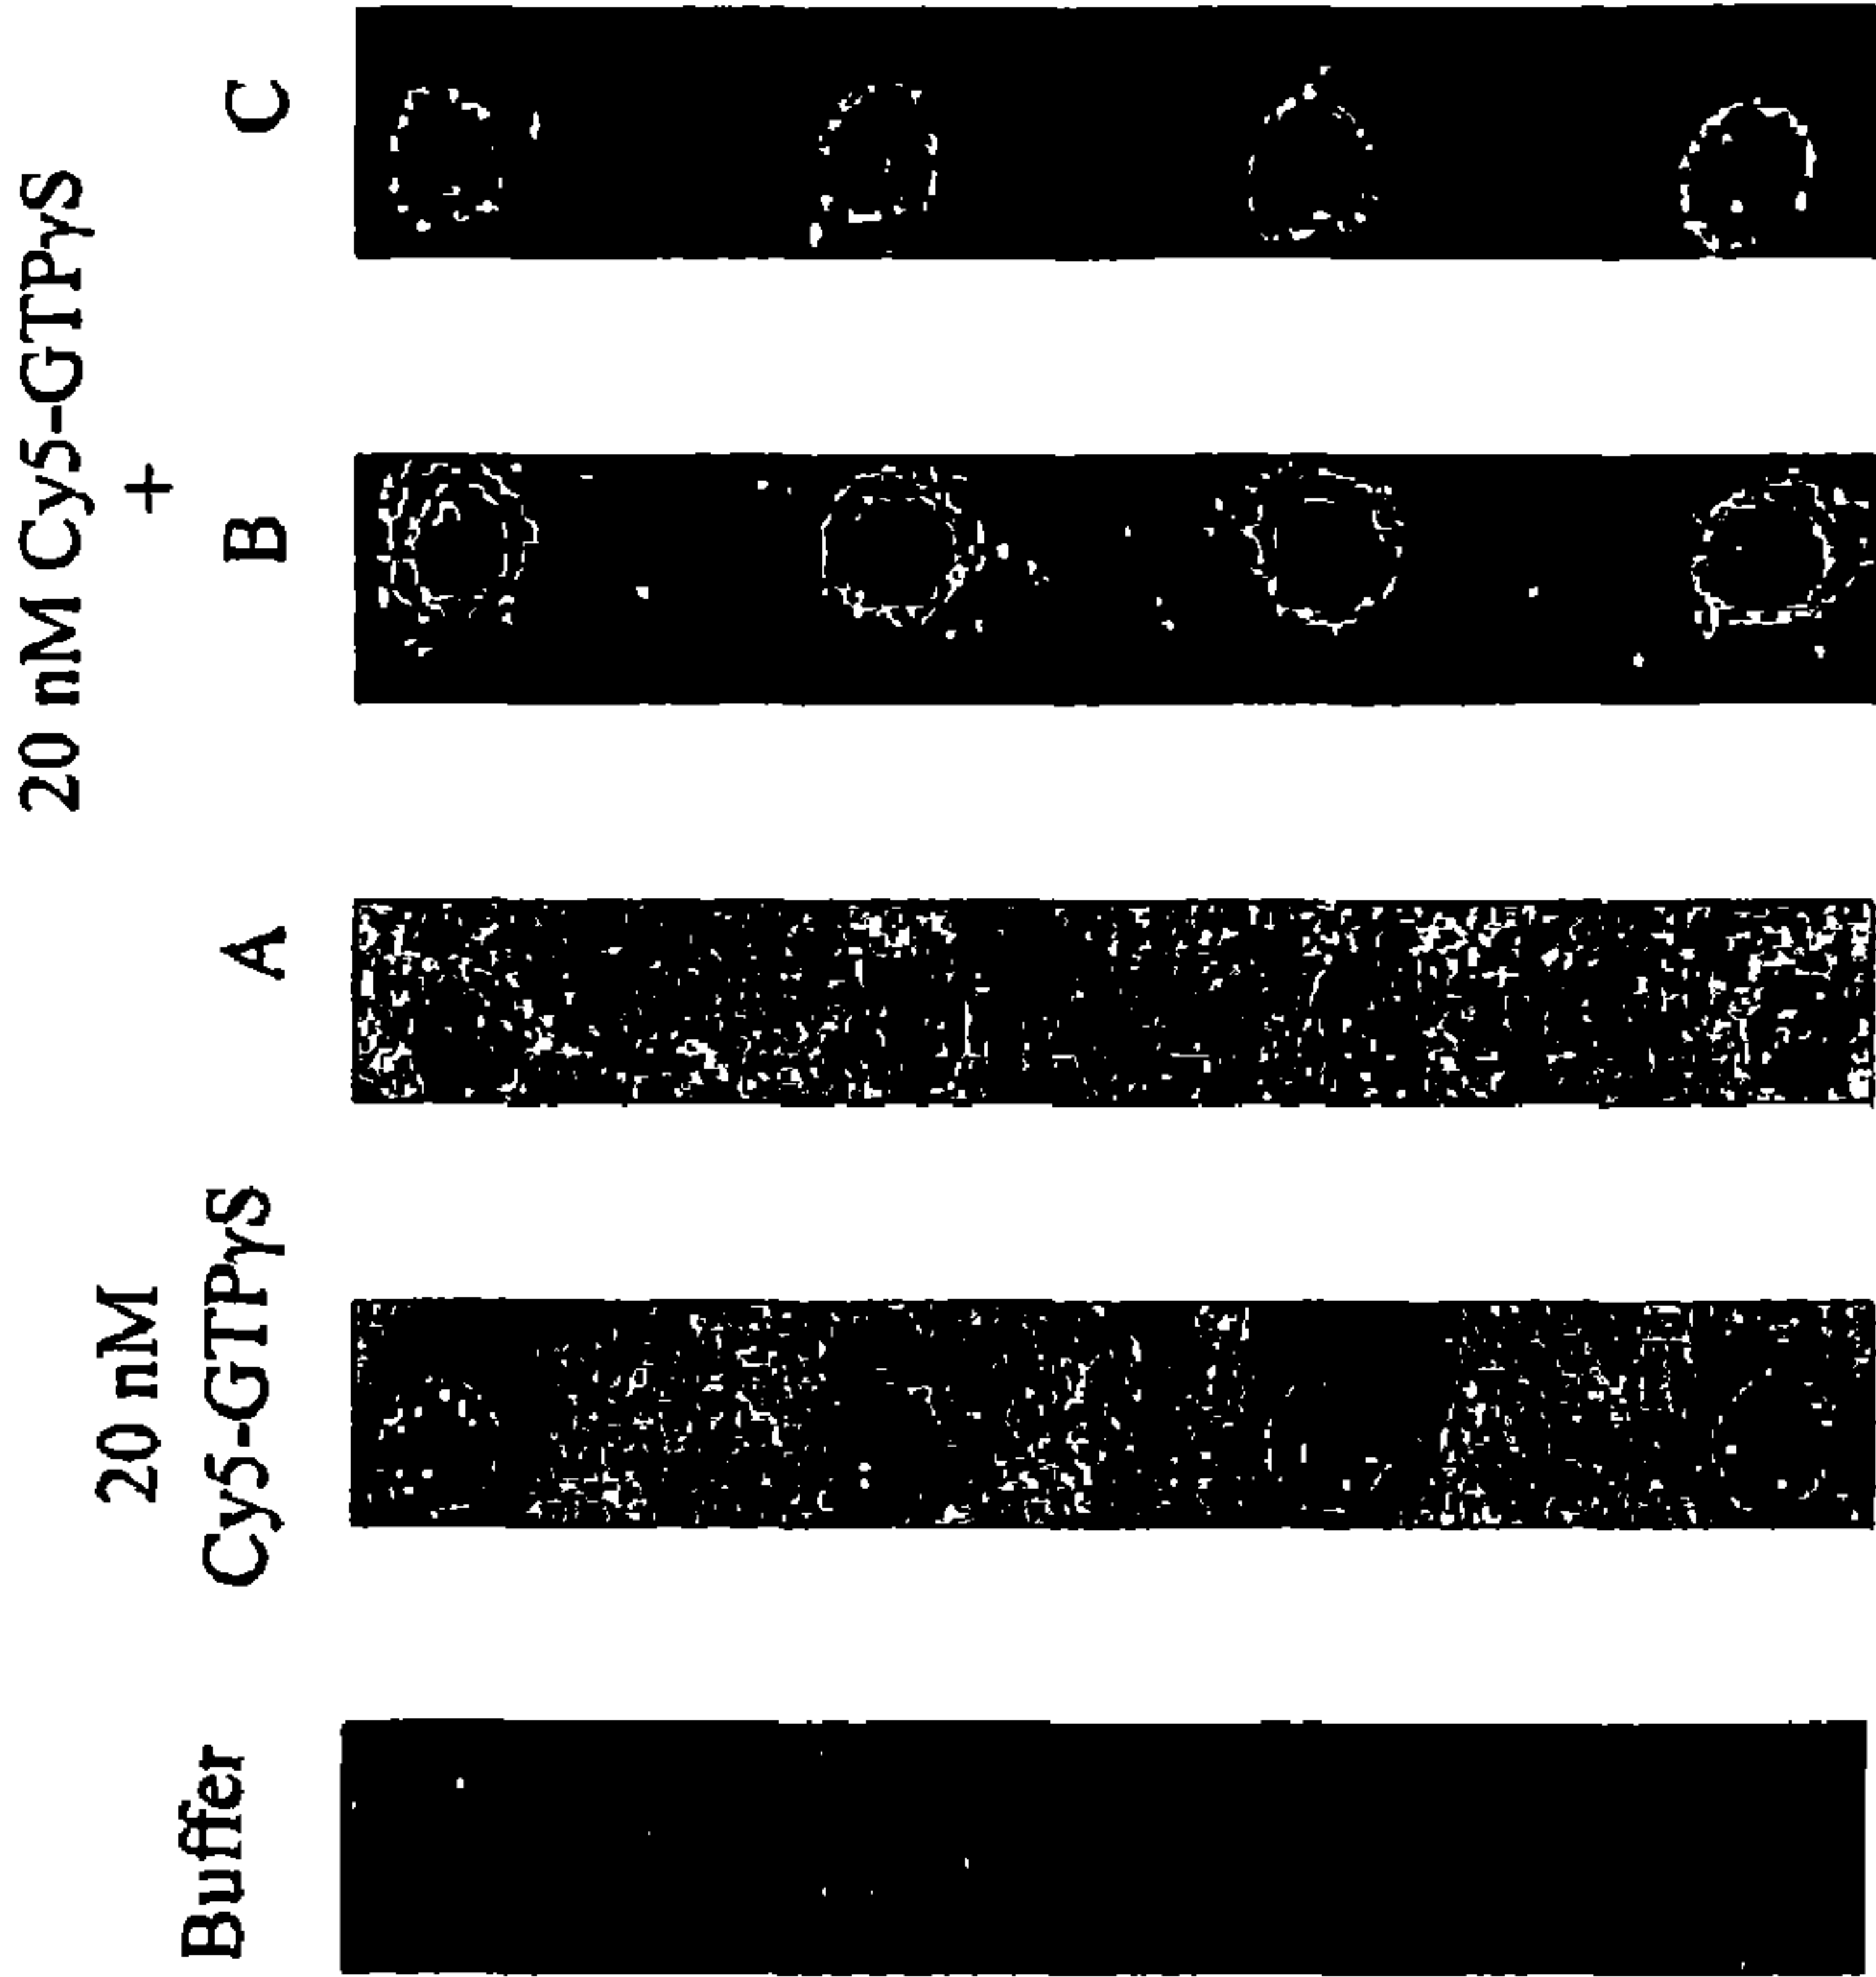 20 nM Cy5-GTPγS
+
Buffer
20 nM
Cy5-GTPγS
A
B
C